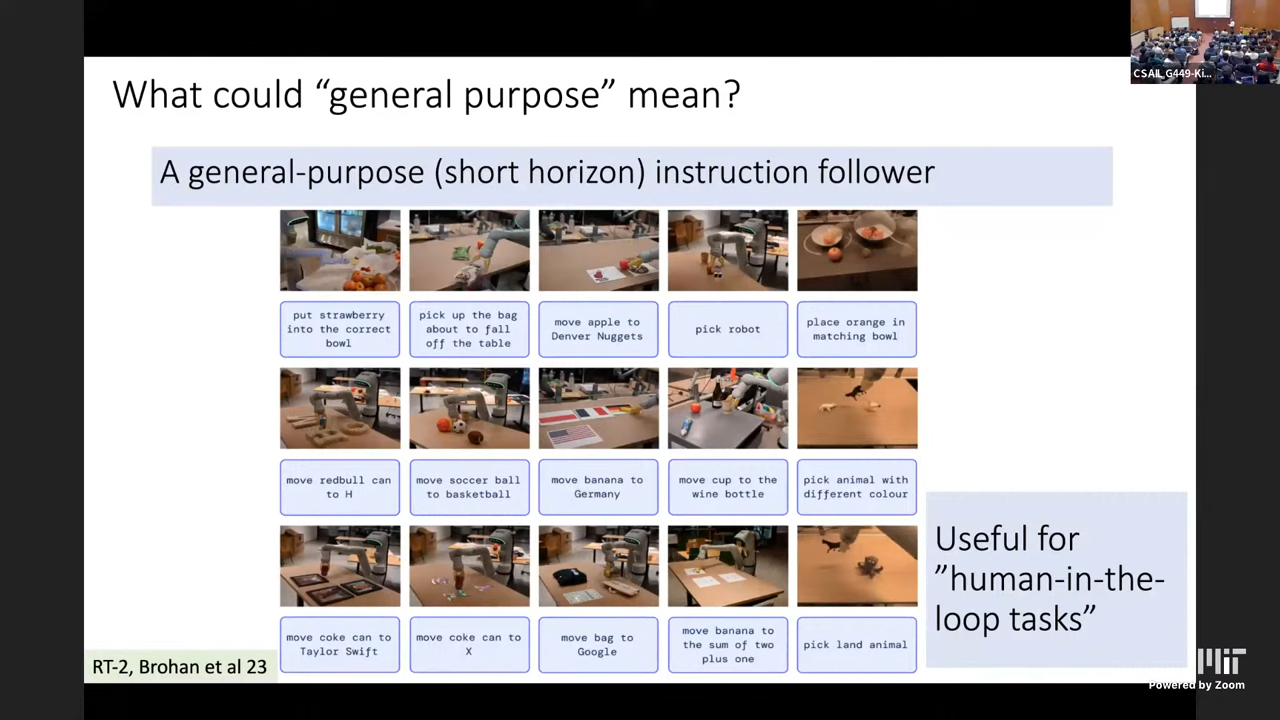 CSAIL_G449-Ki...
What could “general purpose” mean?
A general-purpose (short horizon) instruction follower
put strawberry
into the correct
bowl
pick up the bag
about to fall
off the table
move apple to
Denver Nuggets
pick robot
place orange in
matching bowl
move redbull can
to H
move soccer ball
to basketball
move banana to
Germany
move cup to the
wine bottle
pick animal with
different colour
move coke can to
Taylor Swift
move coke can to
X
move bag to
Google
move banana to
the sum of two
plus one
pick land animal
Useful for
”human-in-the-
loop tasks”
RT-2, Brohan et al 23
MIT
Powered by Zoom